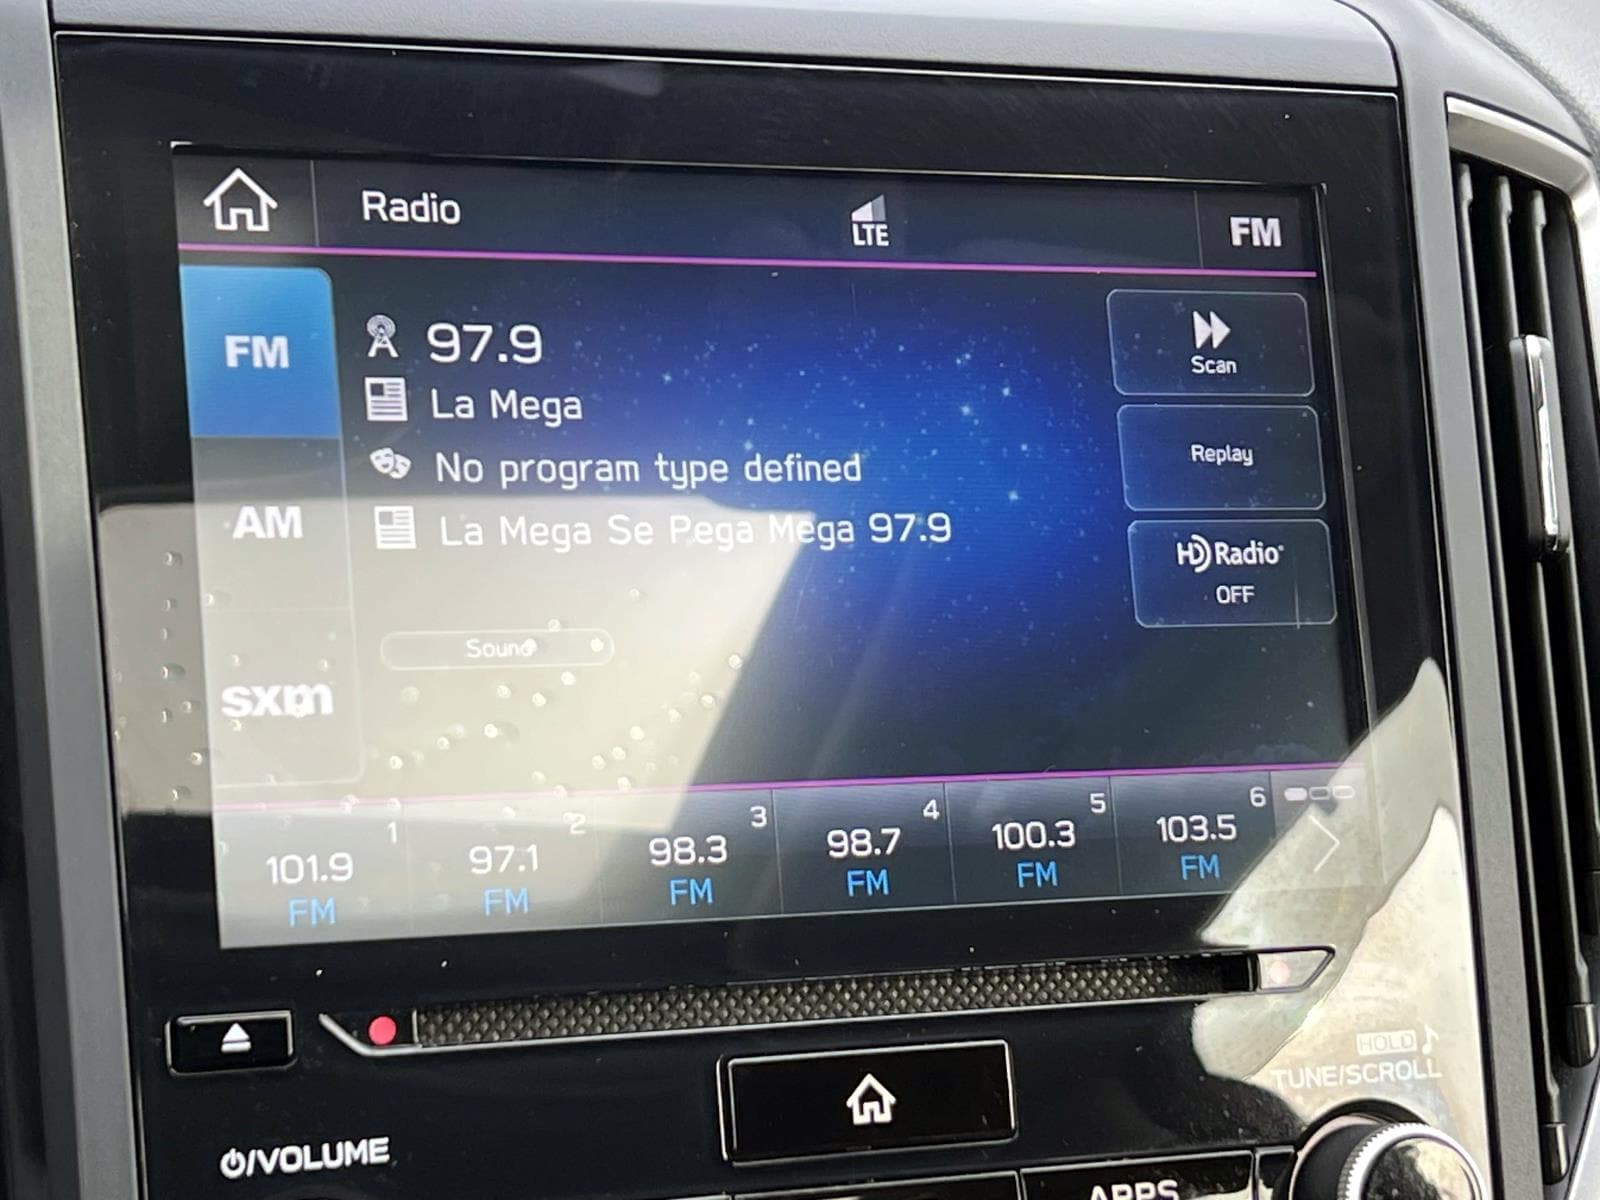 Radio
LTE
FM
FM
97.9
Scan
La Mega
Replay
No program type defined
AM
La Mega Se Pega Mega 97.9
HD Radio
OFF
Sound
sxm
1
101.9
FM
2
97.1
FM
3
98.3
FM
4
98.7
FM
5
100.3
FM
6
103.5
FM
HOLD
TUNE/SCROLL
/VOLUME
APPS